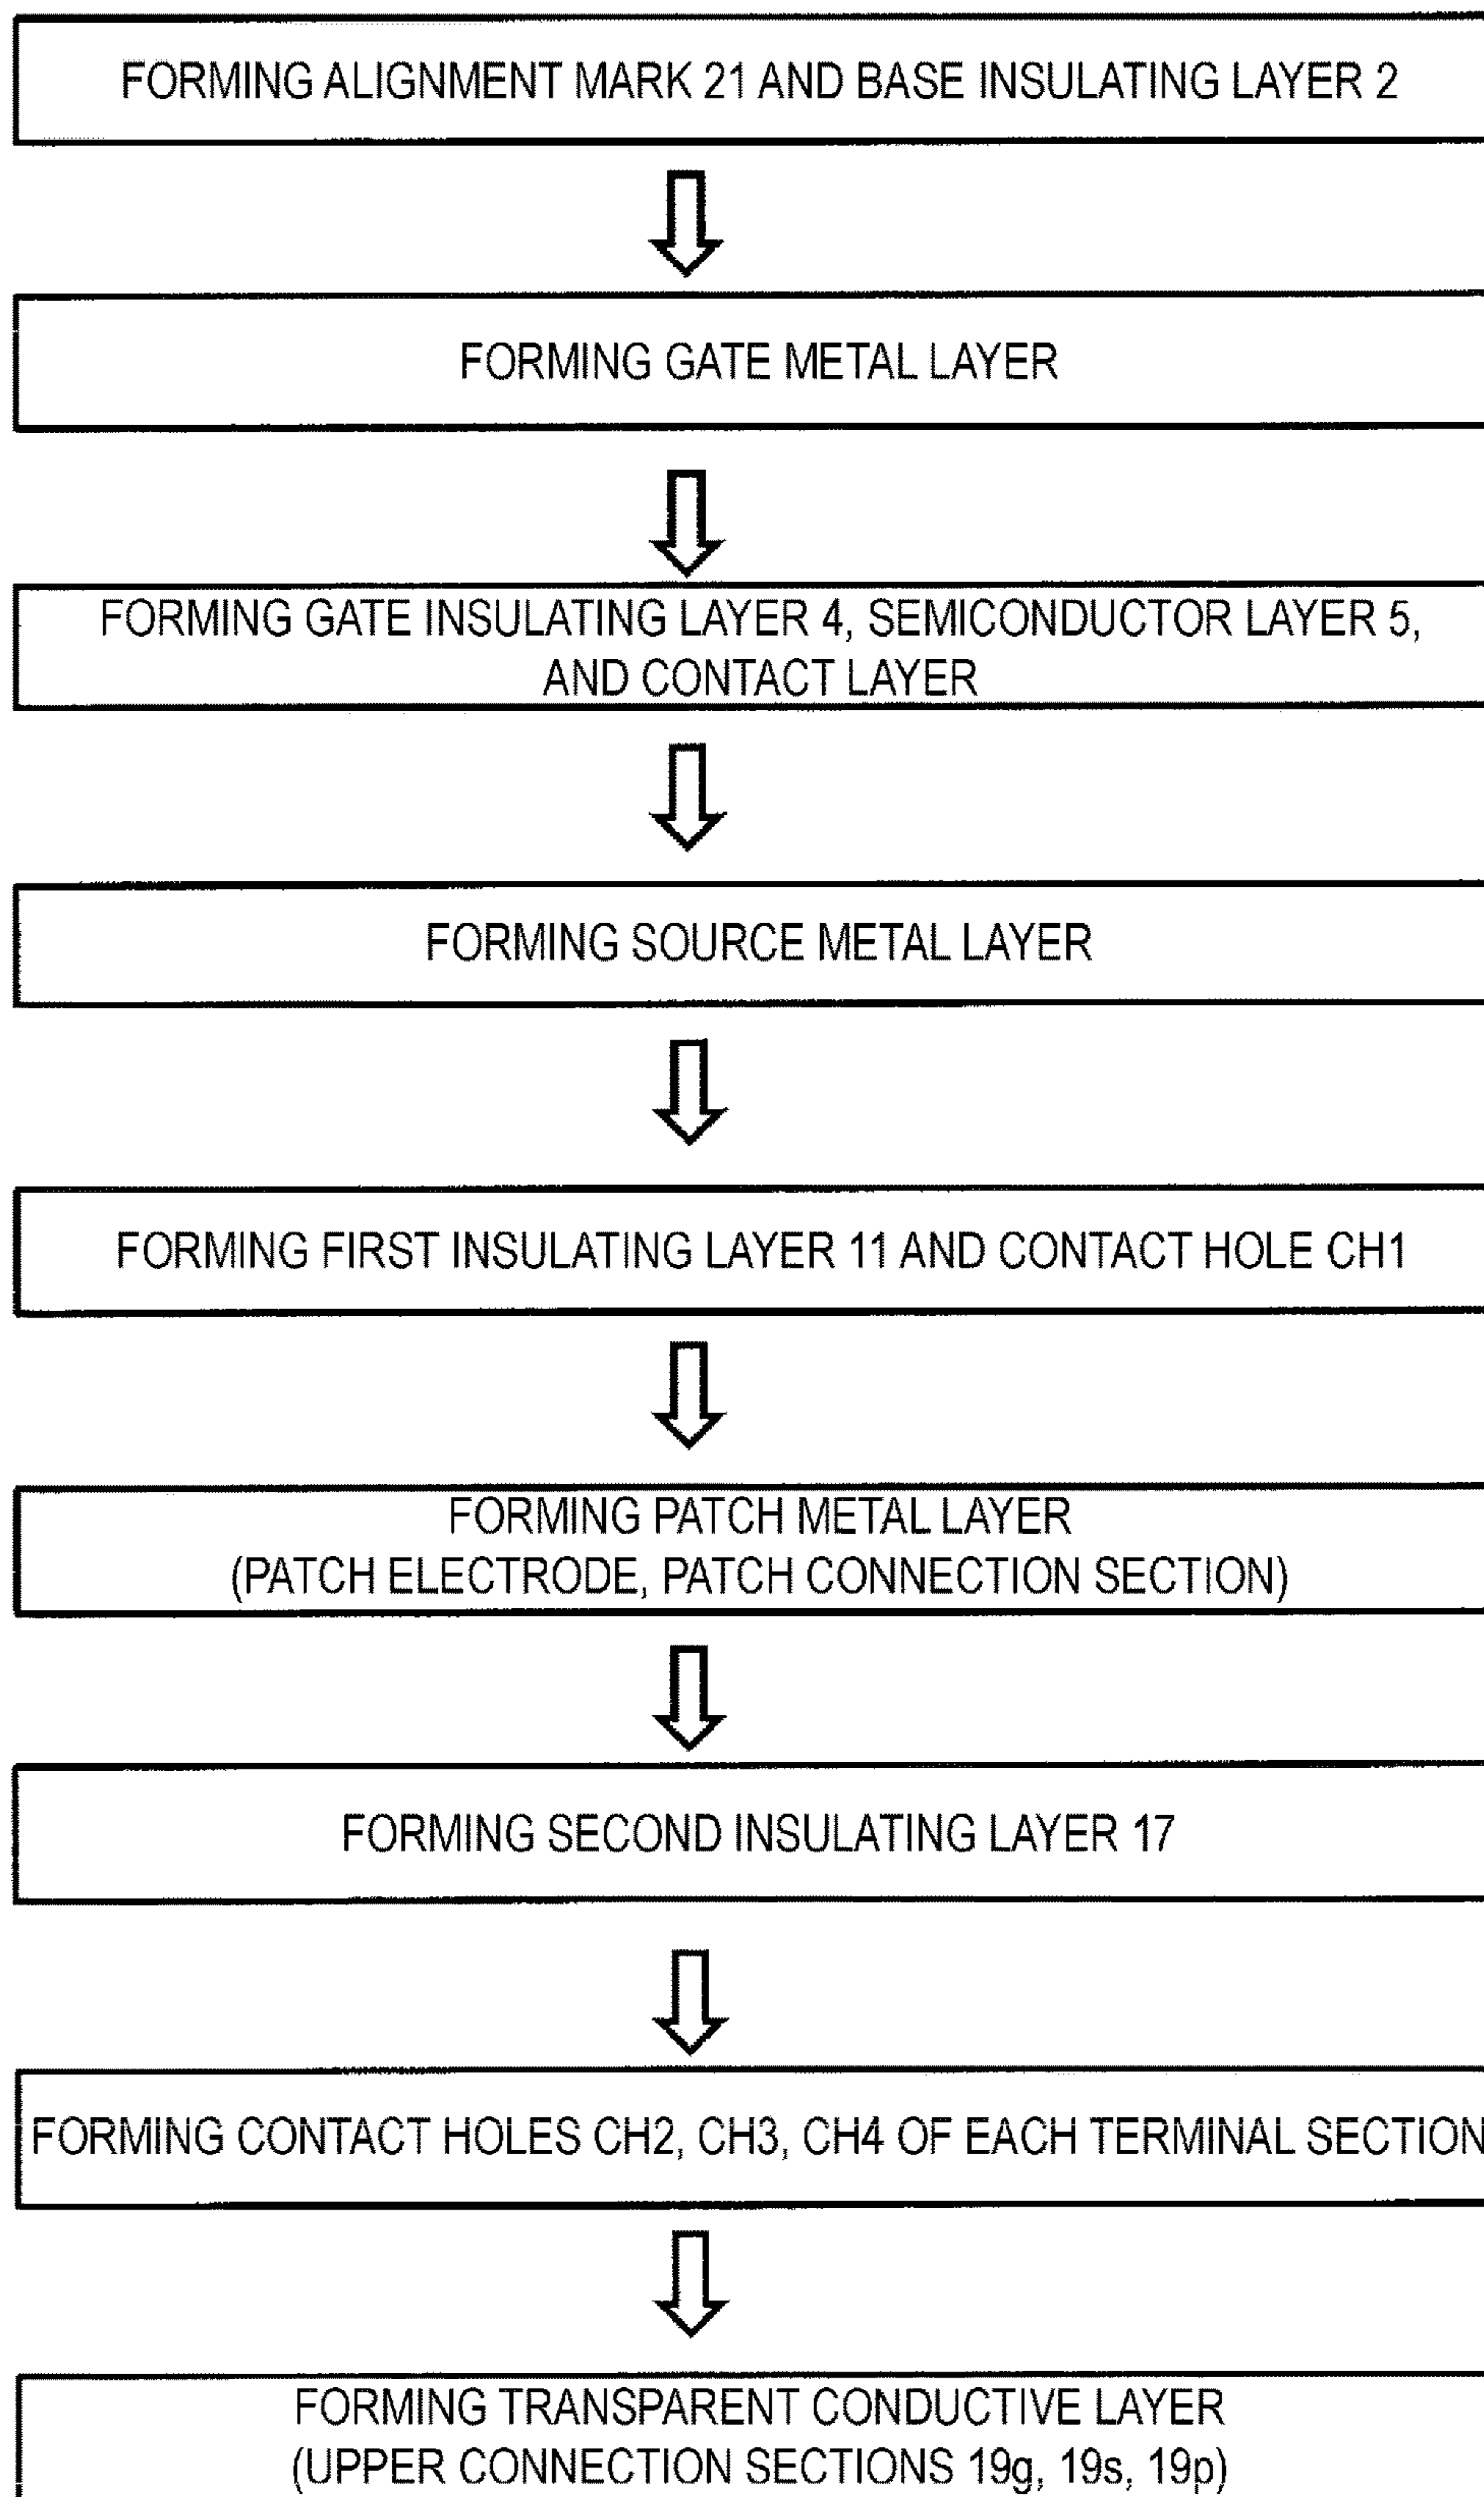 FORMING ALIGNMENT MARK 21 AND BASE INSULATING LAYER 2
FORMING GATE METAL LAYER
FORMING GATE INSULATING LAYER 4, SEMICONDUCTOR LAYER 5,
AND CONTACT LAYER
FORMING SOURCE METAL LAYER
FORMING FIRST INSULATING LAYER 11 AND CONTACT HOLE CH1
FORMING PATCH METAL LAYER
(PATCH ELECTRODE, PATCH CONNECTION SECTION)
FORMING SECOND INSULATING LAYER 17
FORMING CONTACT HOLES CH2, CH3, CH4 OF EACH TERMINAL SECTION
FORMING TRANSPARENT CONDUCTIVE LAYER
(UPPER CONNECTION SECTIONS 19g, 19s, 19p)